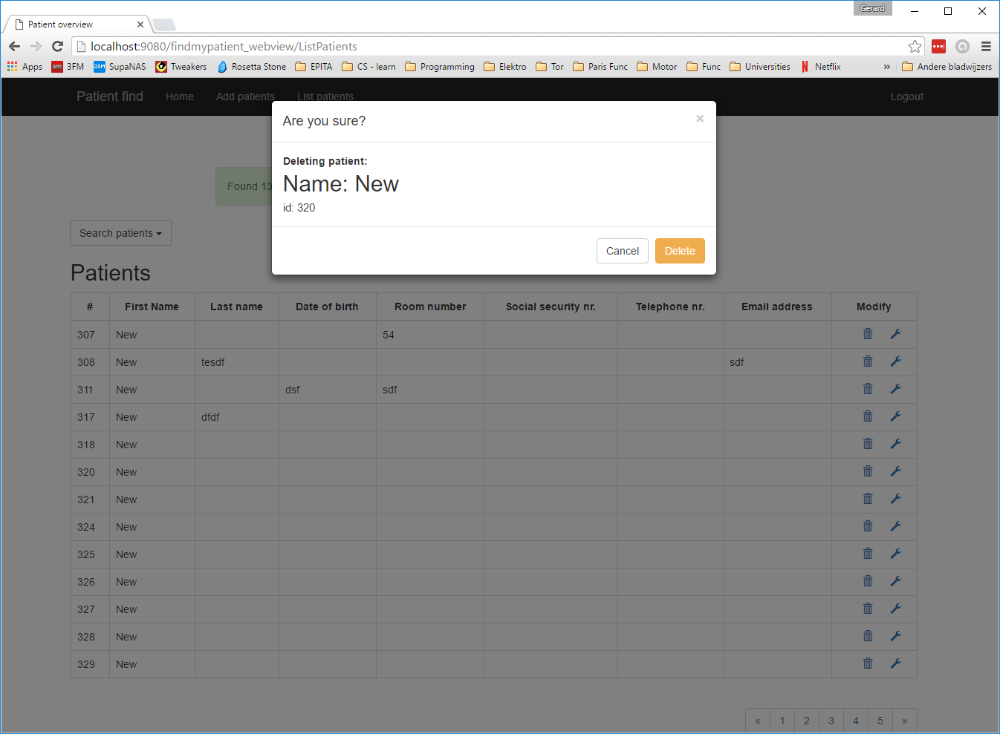 Gerard
Patient overview
localhost:9080/findmypatient_webview/ListPatients
Apps 3FM SupaNAS Tweakers Rosetta Stone EPITA CS - learn Programming Elektro Tor Paris Func Motor Func Universities Netflix » Andere bladwijzers
Patient find Home Add patients List patients Logout
Are you sure? ×
Deleting patient:
Name: New
id: 320
Cancel Delete
Found 13
Search patients
Patients
# First Name Last name Date of birth Room number Social security nr. Telephone nr. Email address Modify
307 New 54
308 New tesdf sdf
311 New dsf sdf
317 New dfdf
318 New
320 New
321 New
324 New
325 New
326 New
327 New
328 New
329 New
« 1 2 3 4 5 »